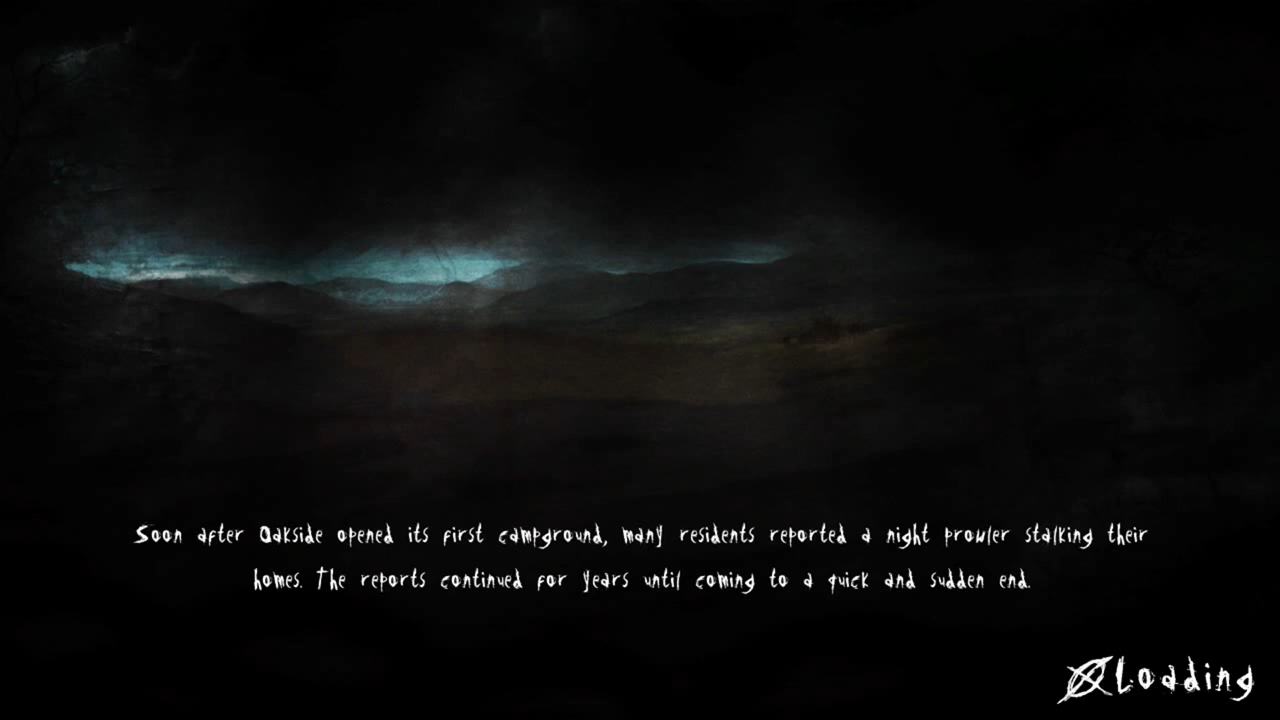 Soon after Oakside opened its first campground, many residents reported a night prowler stalking their
homes. The reports continued for years until coming to a quick and sudden end.
Loading